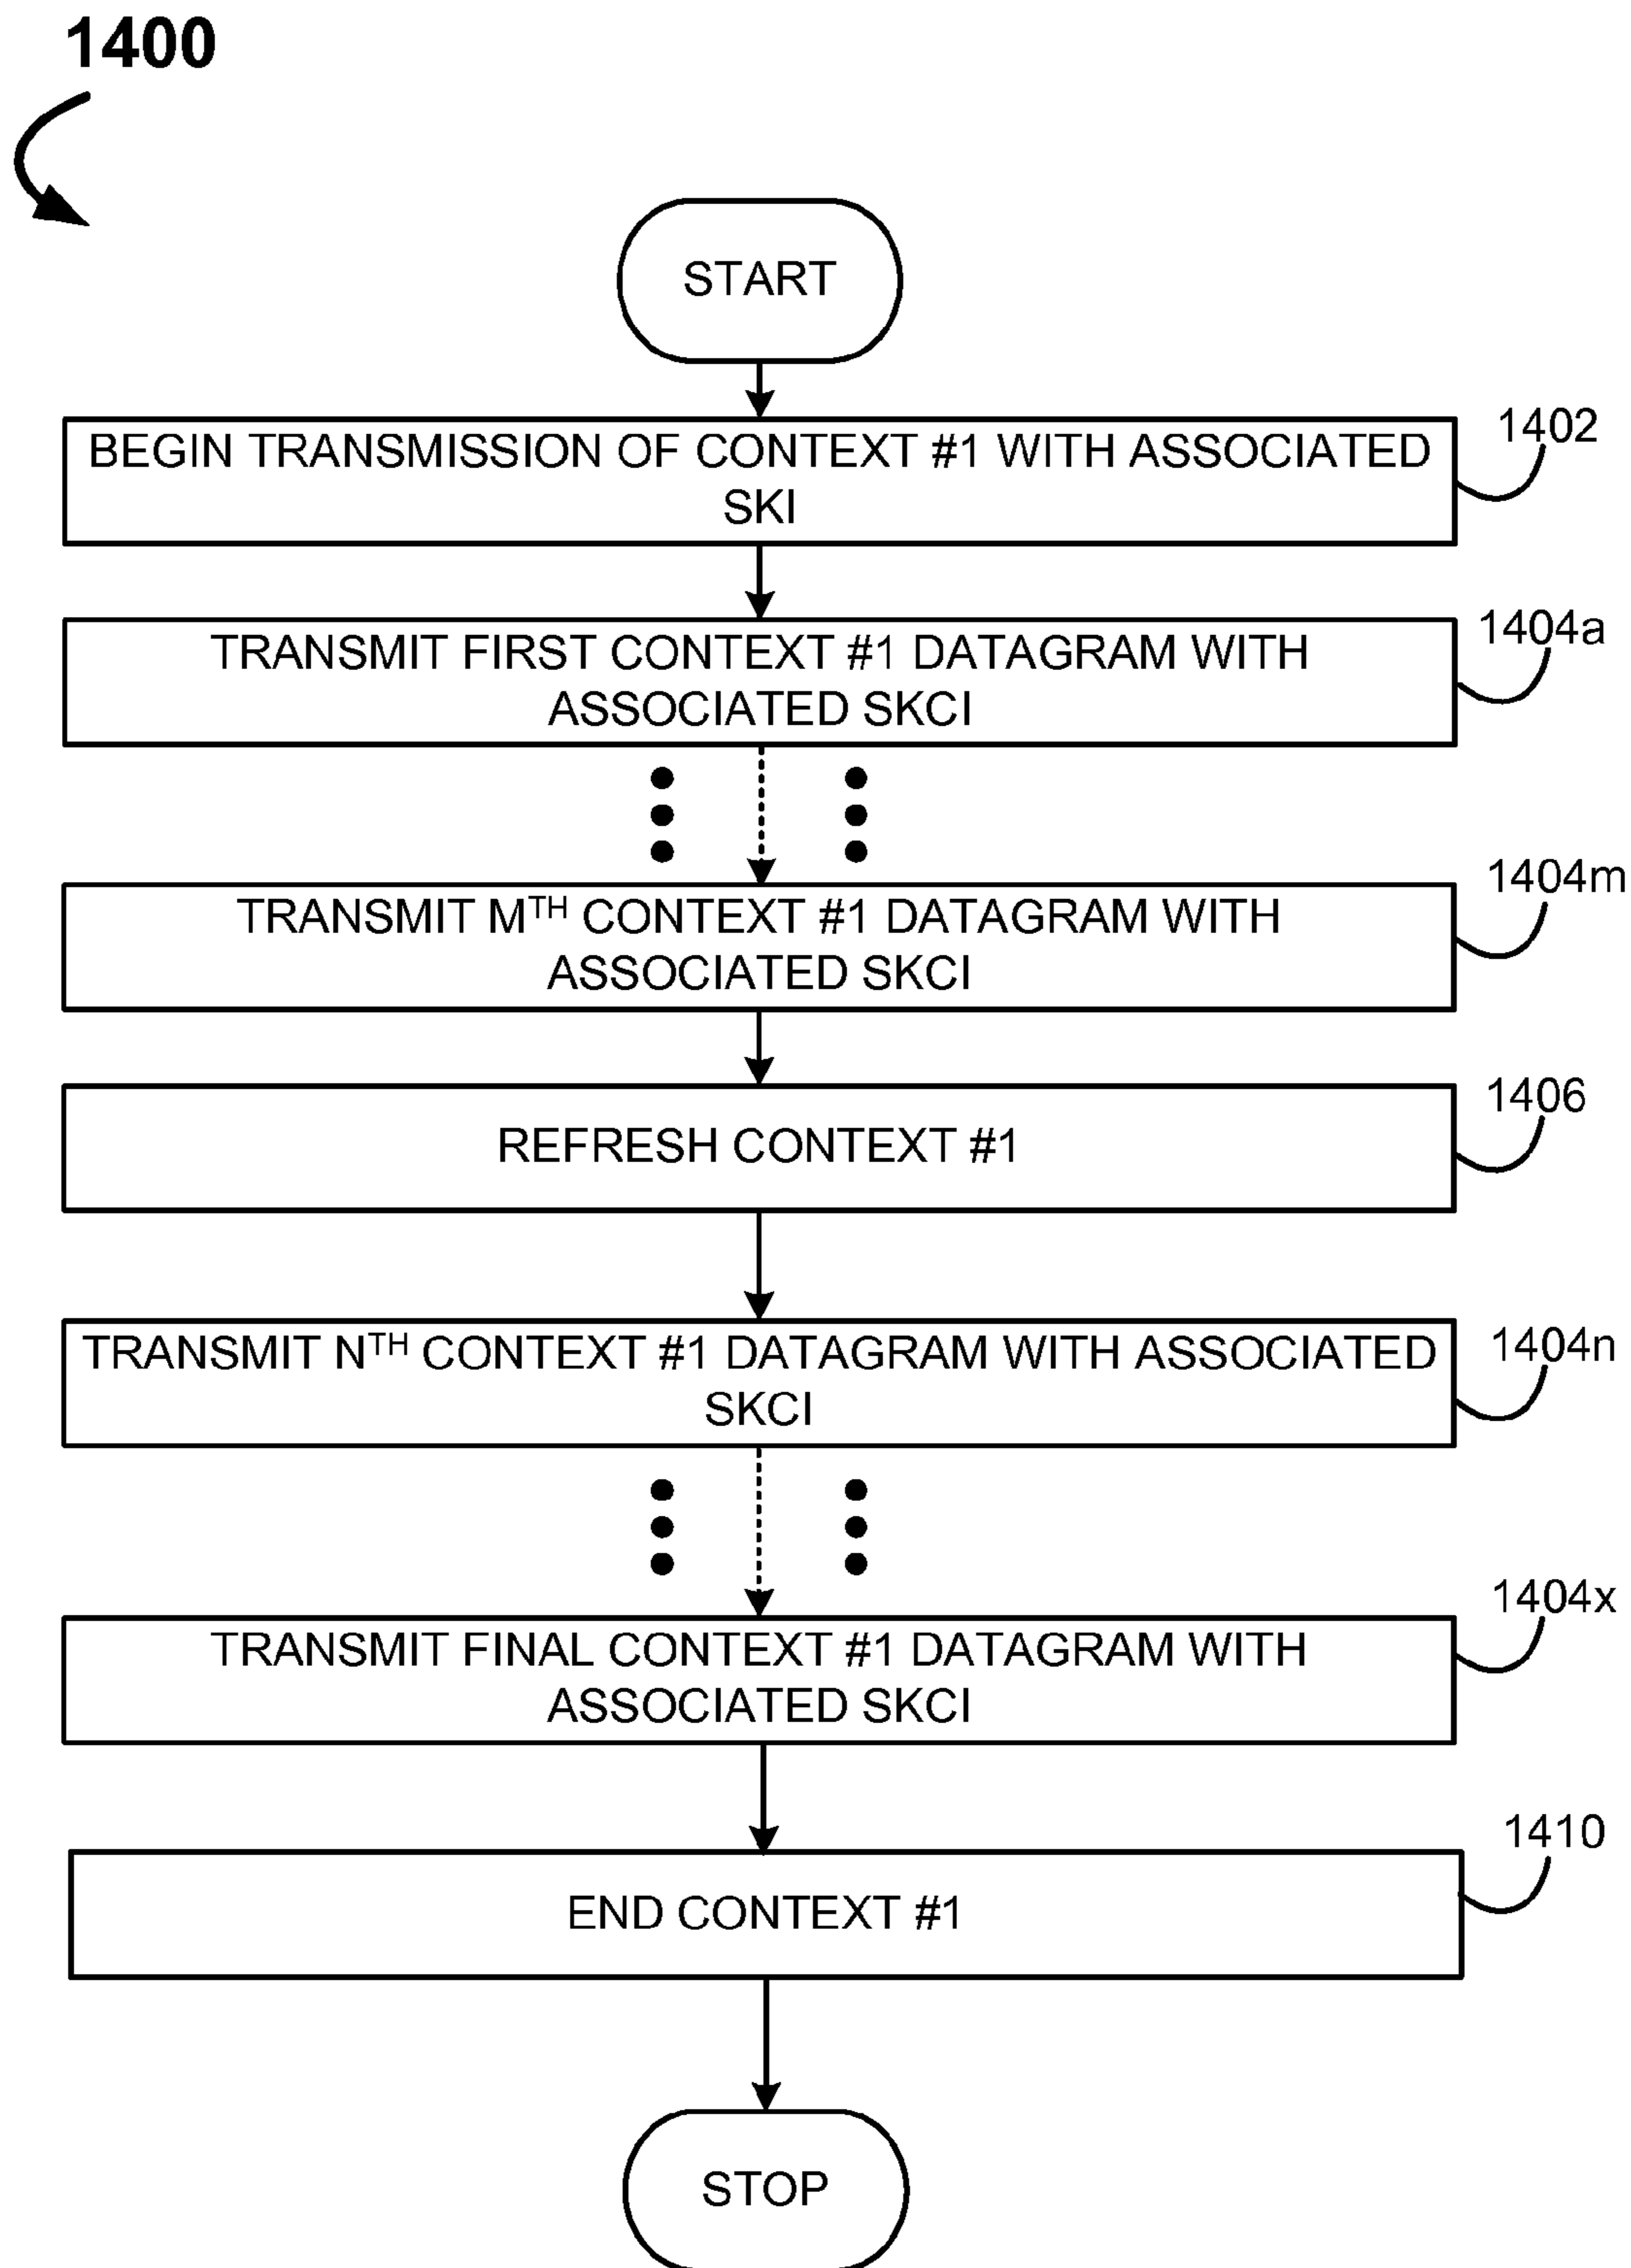 1400
START
BEGIN TRANSMISSION OF CONTEXT #1 WITH ASSOCIATED
SKI
1402
TRANSMIT FIRST CONTEXT #1 DATAGRAM WITH
ASSOCIATED SKCI
1404a
TRANSMIT MTH CONTEXT #1 DATAGRAM WITH
ASSOCIATED SKCI
1404m
REFRESH CONTEXT #1
1406
TRANSMIT NTH CONTEXT #1 DATAGRAM WITH ASSOCIATED
SKCI
1404n
TRANSMIT FINAL CONTEXT #1 DATAGRAM WITH
ASSOCIATED SKCI
1404x
END CONTEXT #1
1410
STOP